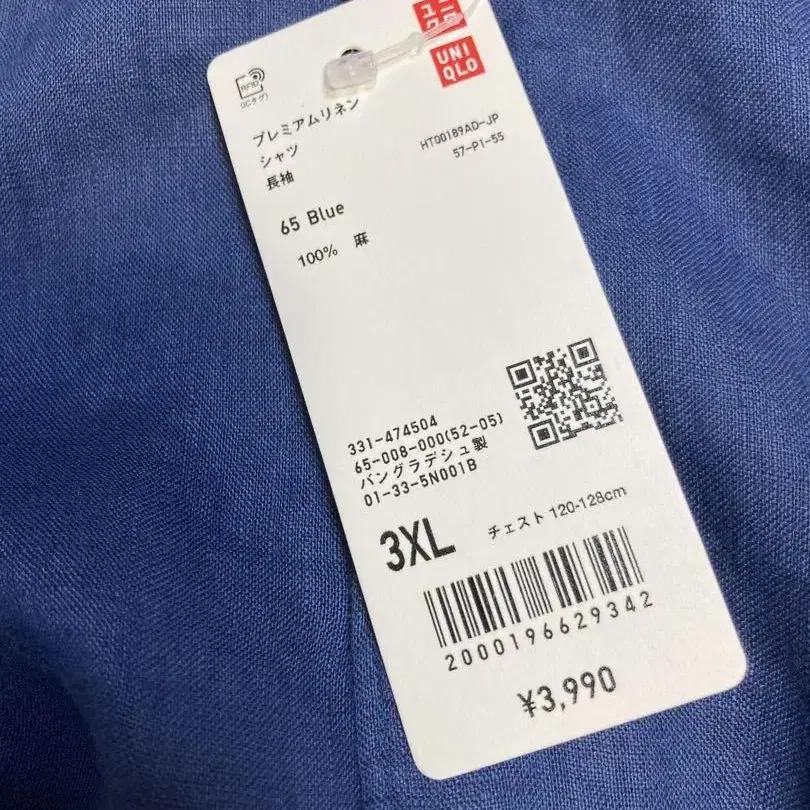 ユニ
クロ
UNI
QLO
RFID
(ICタグ)
プレミアムリネン
シャツ
長袖
HT00189AD-JP
57-P1-55
65 Blue
100% 麻
331-474504
65-008-000(52-05)
バングラデシュ製
01-33-5N001B
3XL チェスト 120-128cm
2000196629342
¥3,990